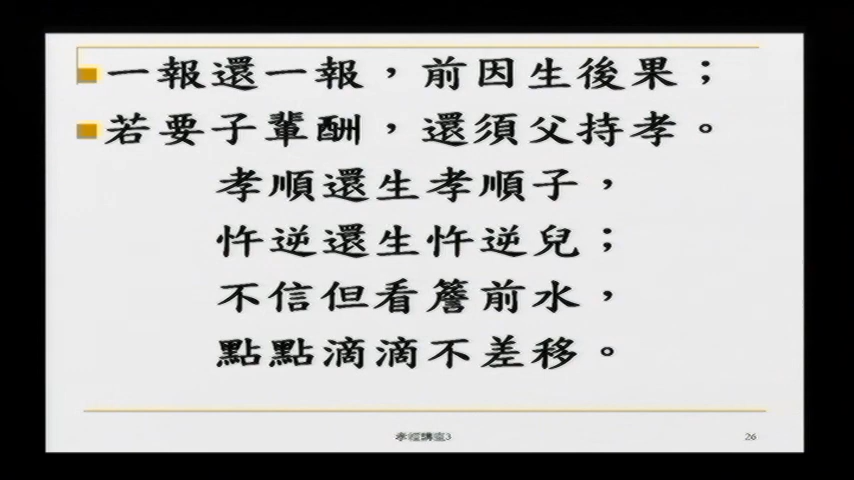 一報還一報，前因生後果；
若要子輩酬，還須父持孝。
孝順還生孝順子，
忤逆還生忤逆兒；
不信但看簷前水，
點點滴滴不差移。
孝經講座3
26